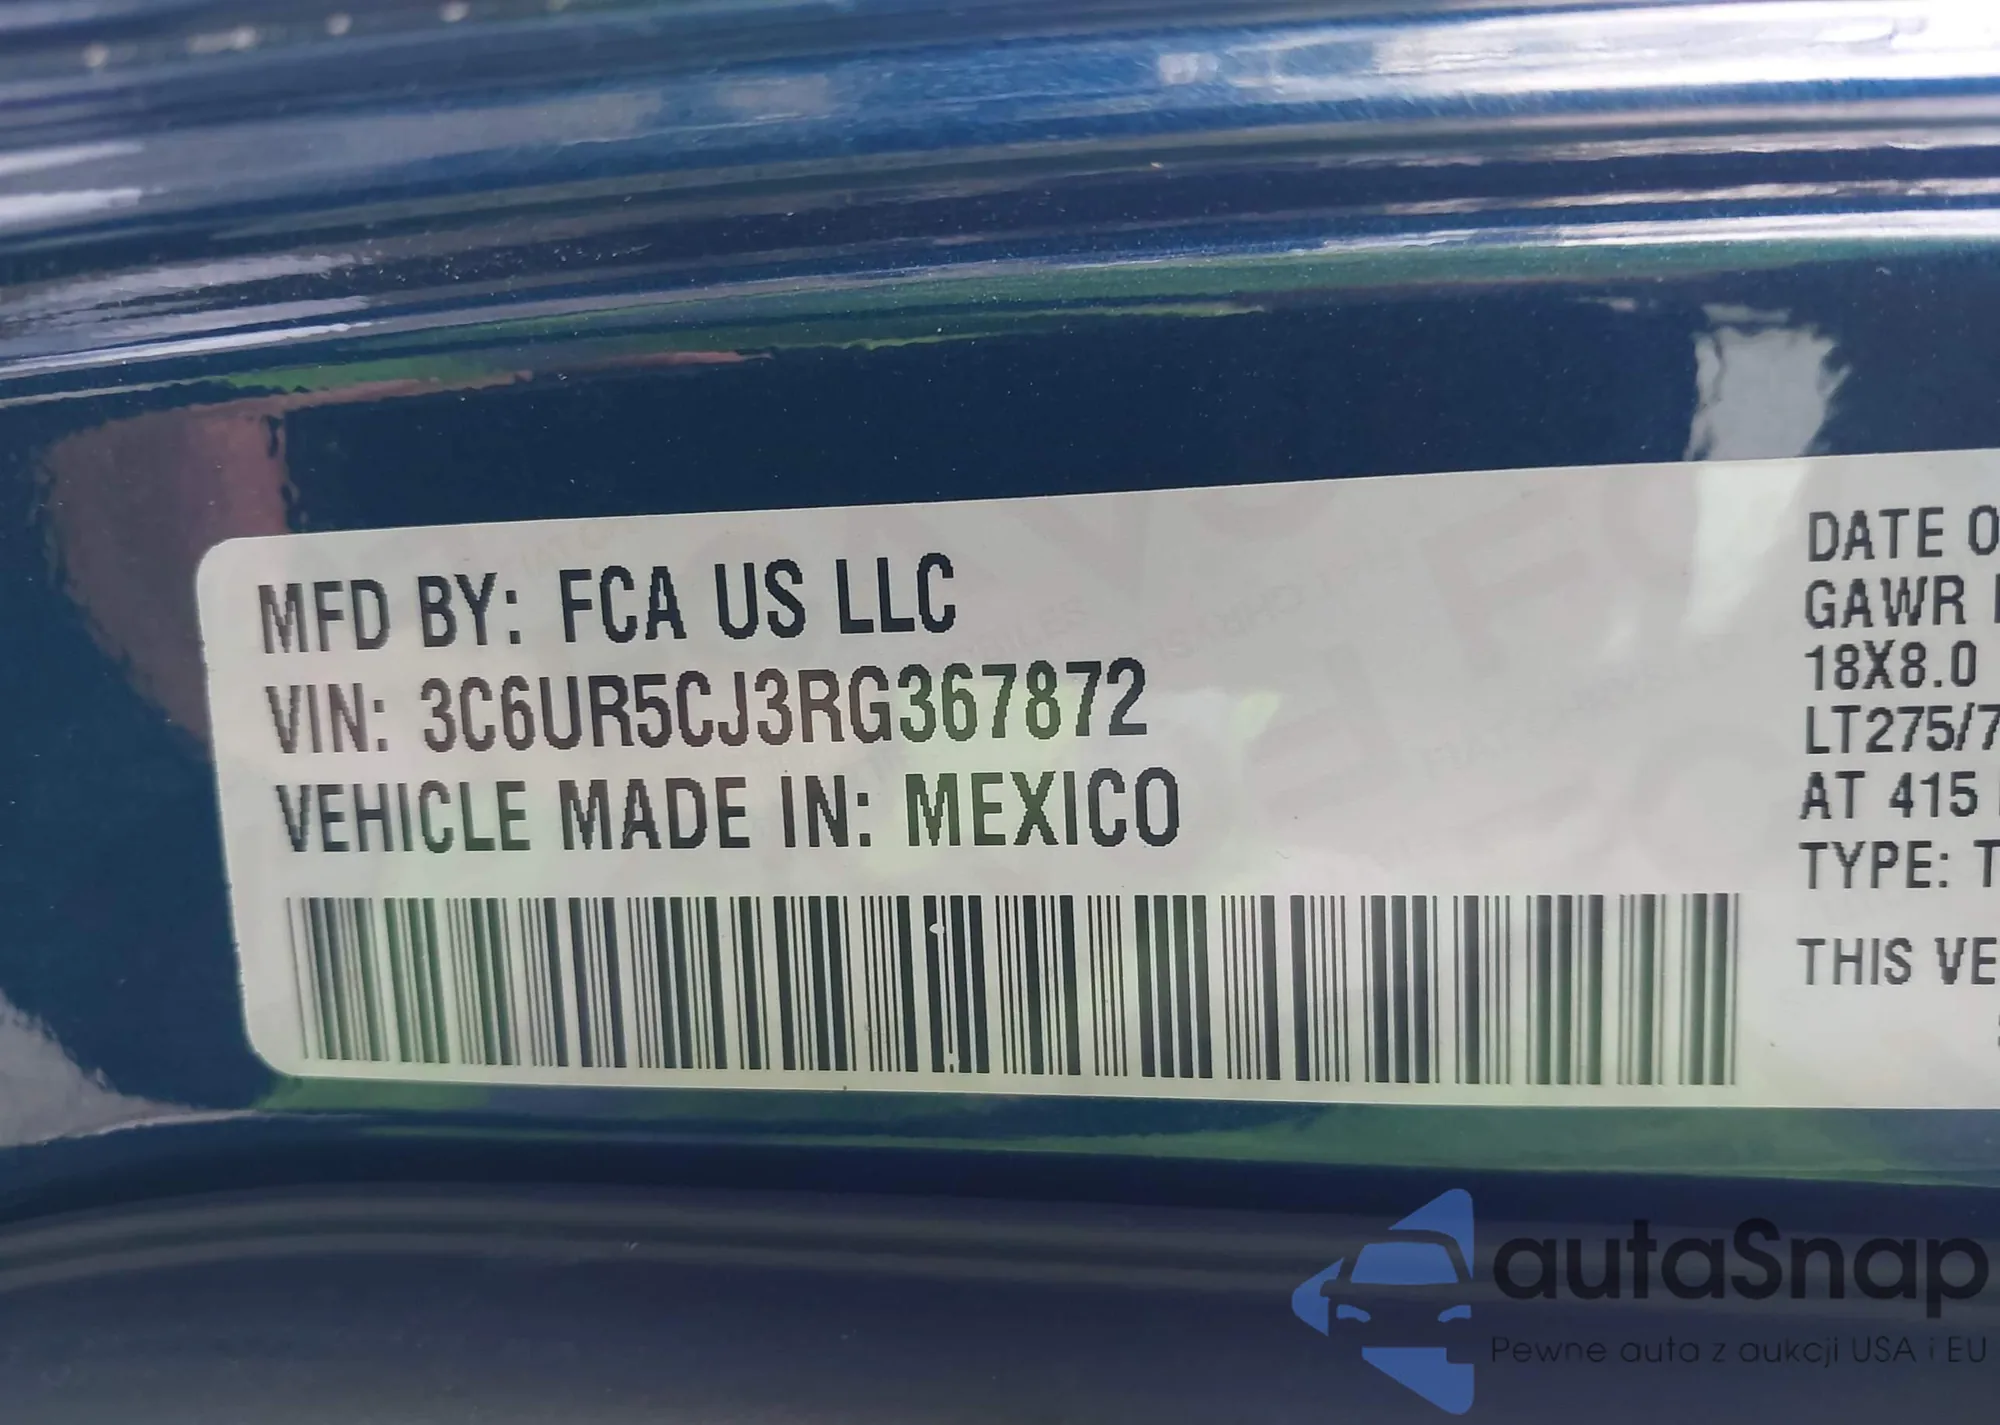 MFD BY: FCA US LLC
VIN: 3C6UR5CJ3RG367872
VEHICLE MADE IN: MEXICO
DATE O
GAWR
18X8.0
LT275/7
AT 415
TYPE: T
THIS VE
autaSnap
Pewne auta z aukcji USA i EU